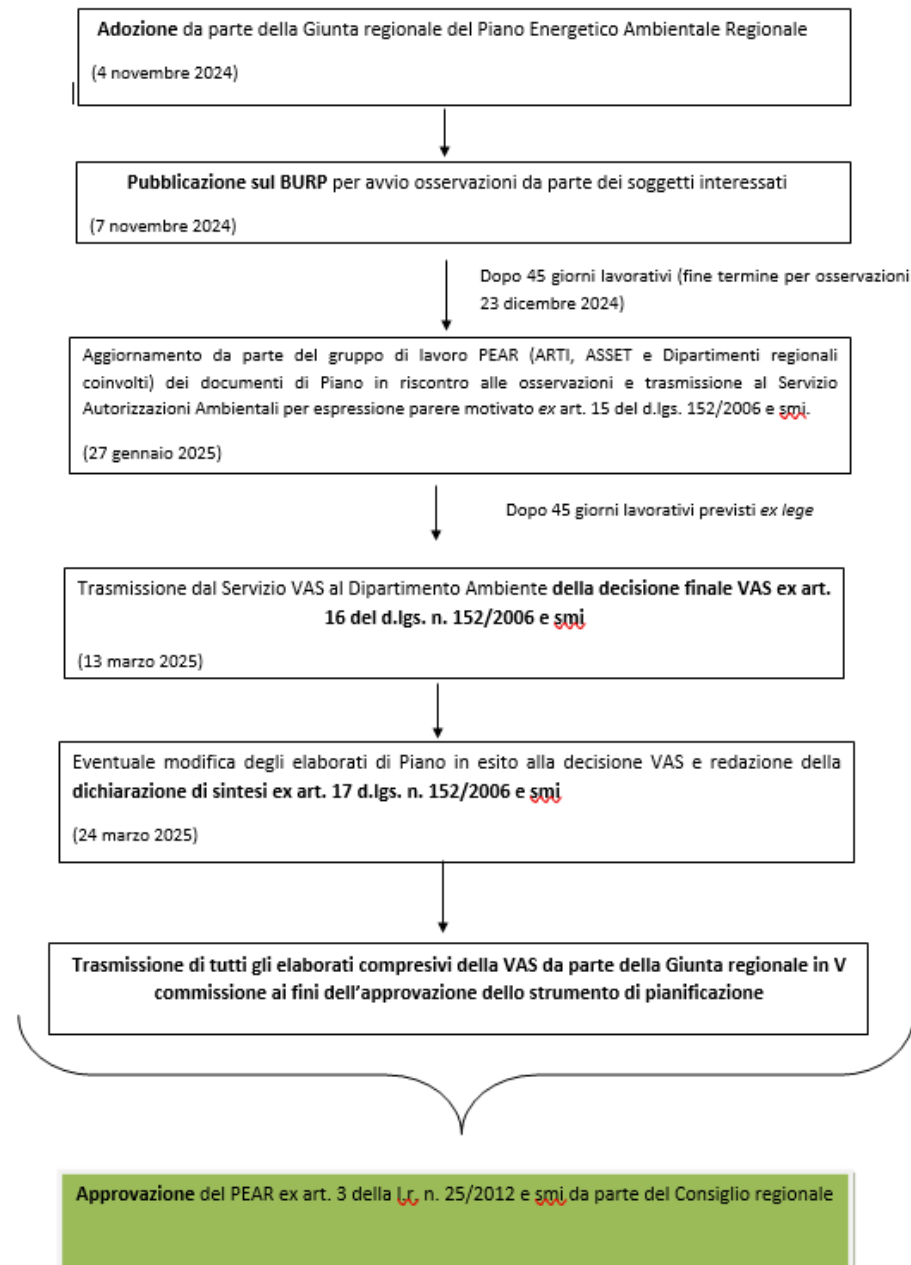 Adozione da parte della Giunta regionale del Piano Energetico Ambientale Regionale
(4 novembre 2024)
Pubblicazione sul BURP per avvio osservazioni da parte dei soggetti interessati
(7 novembre 2024)
Dopo 45 giorni lavorativi (fine termine per osservazioni
23 dicembre 2024)
Aggiornamento da parte del gruppo di lavoro PEAR (ARTI, ASSET e Dipartimenti regionali
coinvolti) dei documenti di Piano in riscontro alle osservazioni e trasmissione al Servizio
Autorizzazioni Ambientali per espressione parere motivato ex art. 15 del d.lgs. 152/2006 e smi.
(27 gennaio 2025)
Dopo 45 giorni lavorativi previsti ex lege
Trasmissione dal Servizio VAS al Dipartimento Ambiente della decisione finale VAS ex art.
16 del d.lgs. n. 152/2006 e smi
(13 marzo 2025)
Eventuale modifica degli elaborati di Piano in esito alla decisione VAS e redazione della
dichiarazione di sintesi ex art. 17 d.lgs. n. 152/2006 e smi
(24 marzo 2025)
Trasmissione di tutti gli elaborati compresivi della VAS da parte della Giunta regionale in V
commissione ai fini dell'approvazione dello strumento di pianificazione
Approvazione del PEAR ex art. 3 della l.r. n. 25/2012 e smi da parte del Consiglio regionale